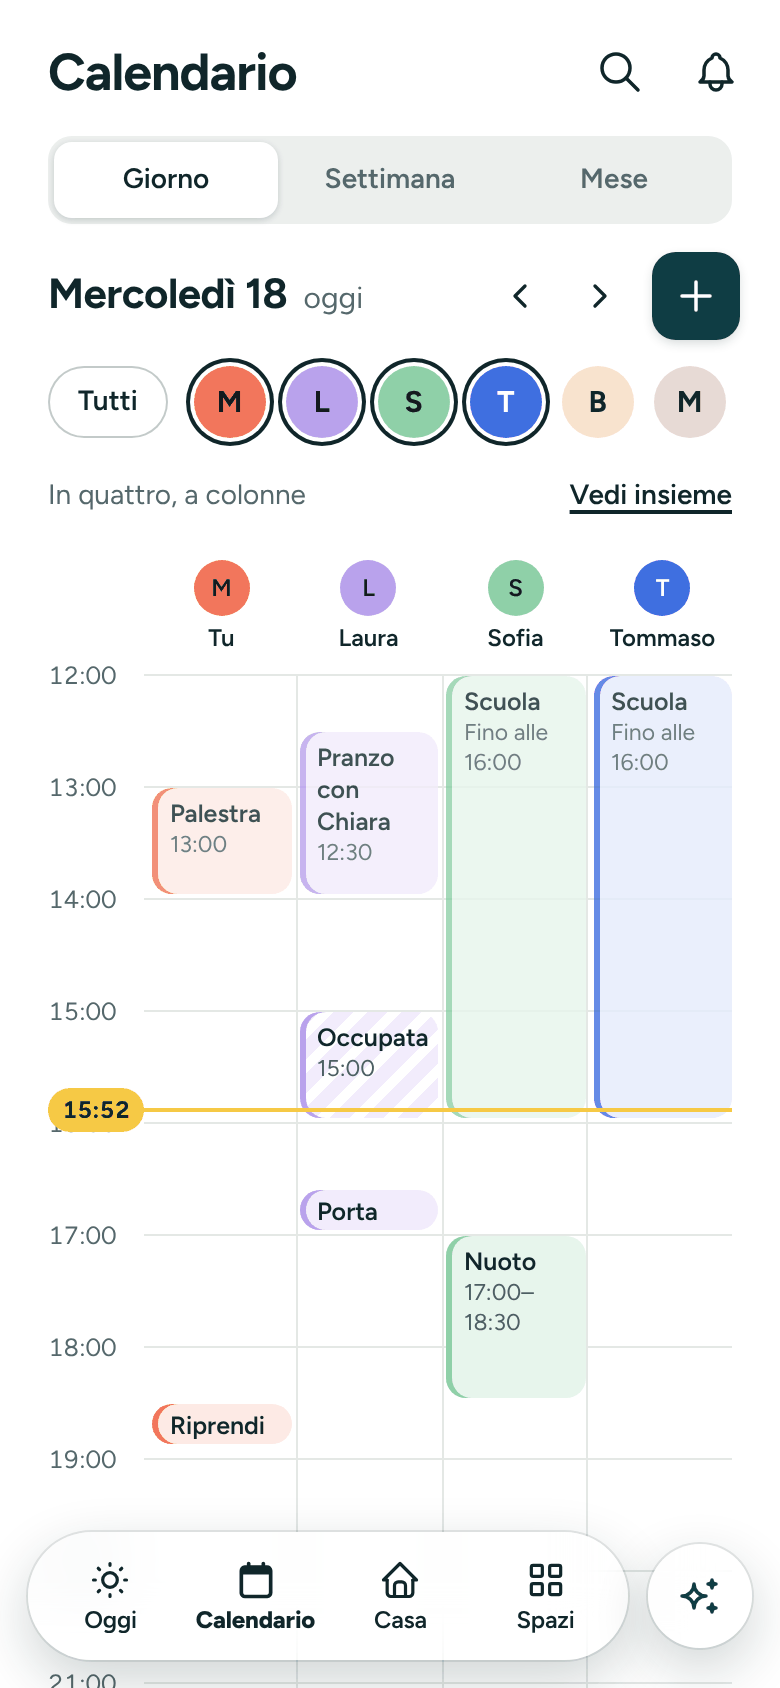 Calendario
Giorno Settimana Mese
Mercoledì 18 oggi
Tutti M L S T B M
In quattro, a colonne Vedi insieme
M L S T
Tu Laura Sofia Tommaso
12:00
Scuola
Fino alle
16:00
Scuola
Fino alle
16:00
Pranzo
con
Chiara
12:30
13:00
Palestra
13:00
14:00
15:00
Occupata
15:00
15:52
Porta
17:00
Nuoto
17:00–
18:30
18:00
Riprendi
19:00
Oggi Calendario Casa Spazi
21:00